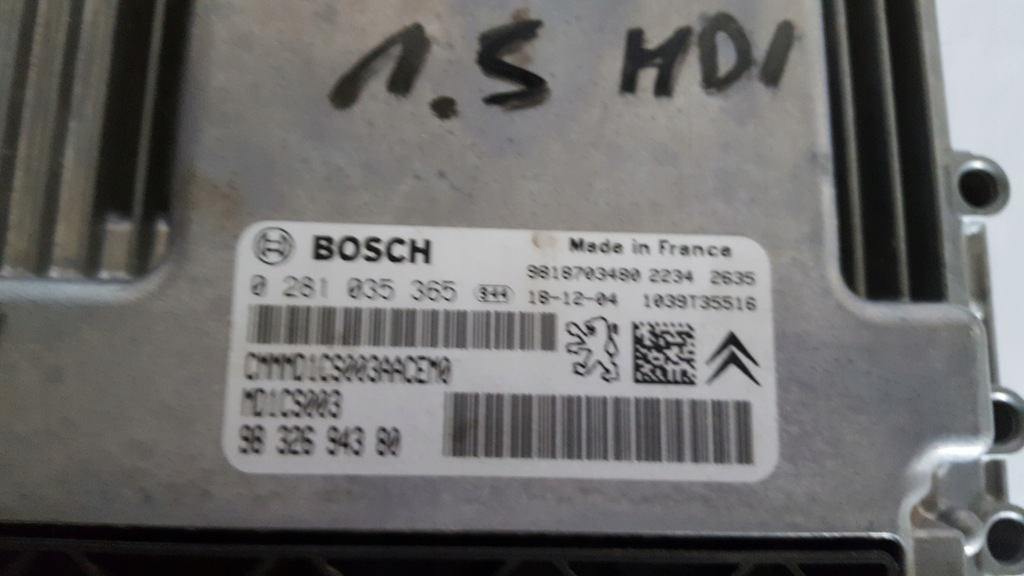 1.5 HDI
BOSCH
Made in France
9818703480 2234 2635
0 281 035 365 944 18-12-04 1039T35516
CMMMD1CS003AACEM0
MD1CS003
98 326 943 80